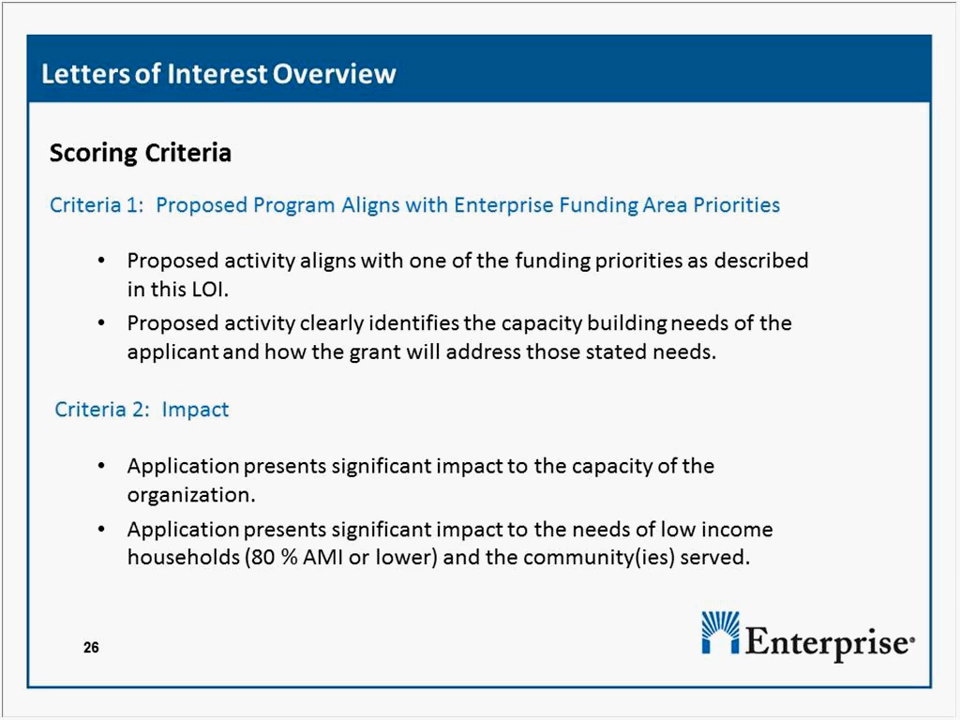 Letters of Interest Overview
Scoring Criteria
Criteria 1:  Proposed Program Aligns with Enterprise Funding Area Priorities
• Proposed activity aligns with one of the funding priorities as described
in this LOI.
• Proposed activity clearly identifies the capacity building needs of the
applicant and how the grant will address those stated needs.
Criteria 2:  Impact
• Application presents significant impact to the capacity of the
organization.
• Application presents significant impact to the needs of low income
households (80 % AMI or lower) and the community(ies) served.
26
Enterprise®